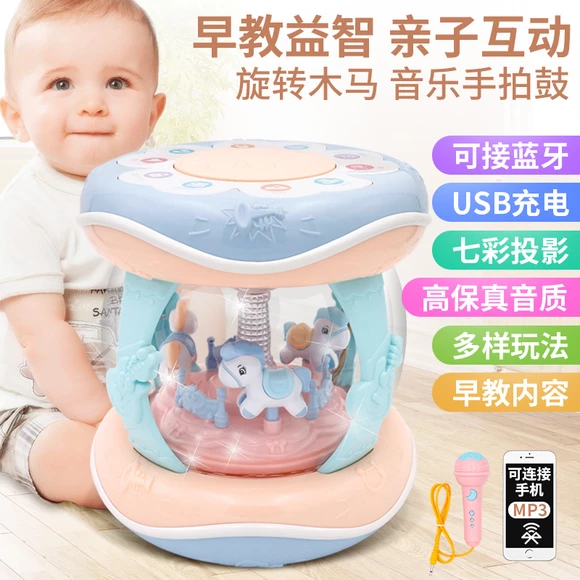 早教益智 亲子互动
旋转木马 音乐手拍鼓
可接蓝牙
USB充电
七彩投影
高保真音质
多样玩法
早教内容
可连接
手机
MP3